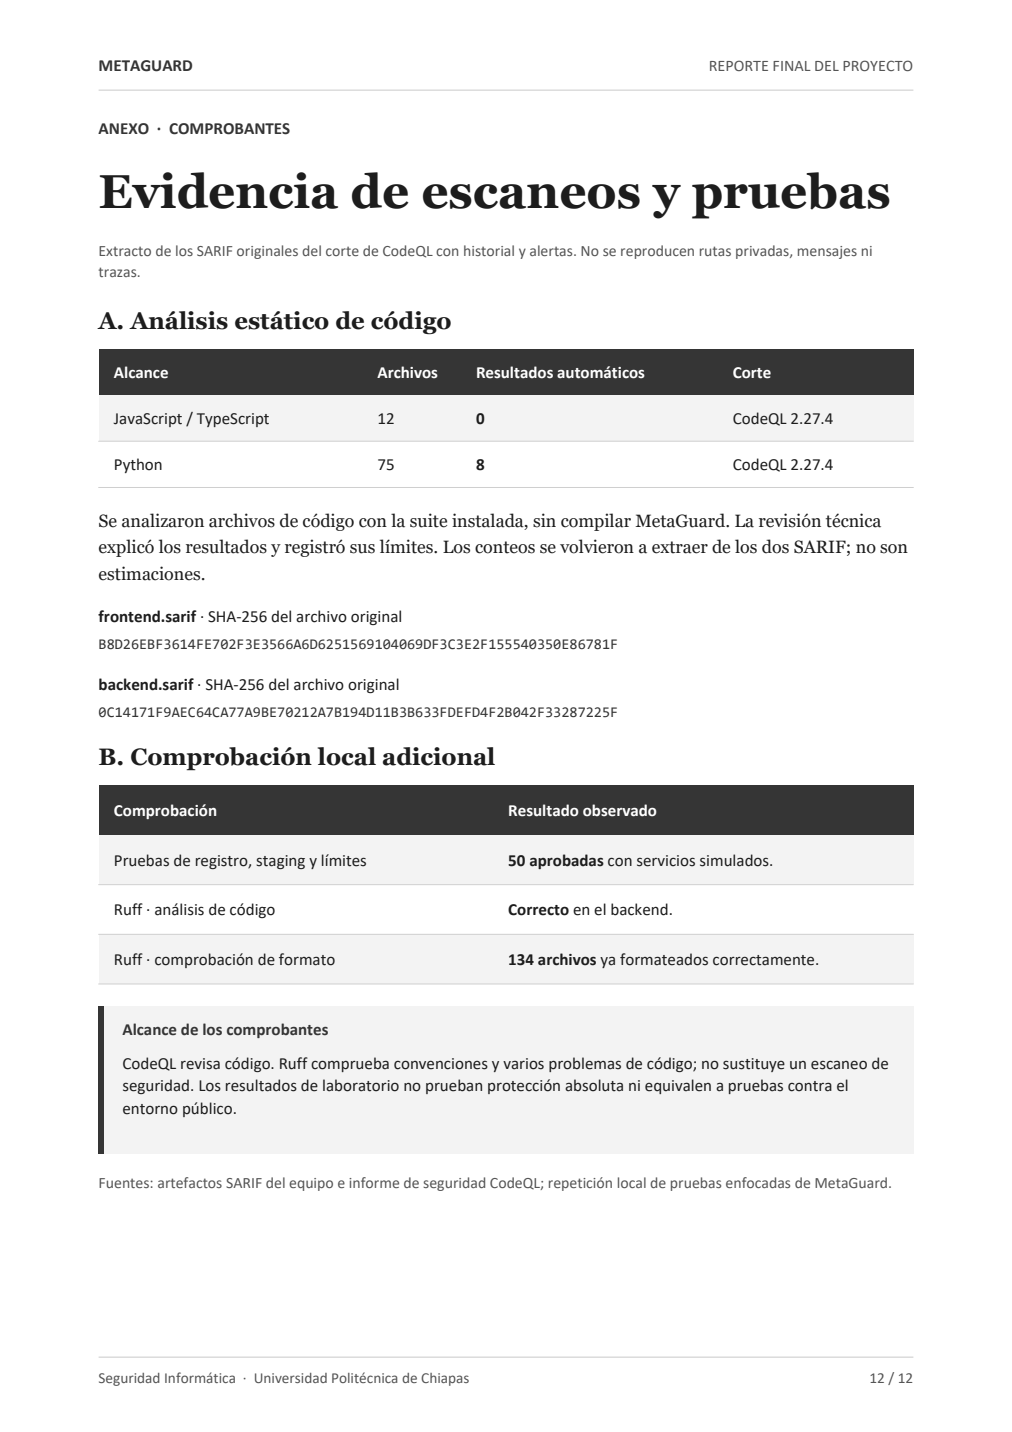 METAGUARD
REPORTE FINAL DEL PROYECTO
ANEXO · COMPROBANTES
Evidencia de escaneos y pruebas
Extracto de los SARIF originales del corte de CodeQL con historial y alertas. No se reproducen rutas privadas, mensajes ni
trazas.
A. Análisis estático de código
Alcance Archivos Resultados automáticos Corte
JavaScript / TypeScript 12 0 CodeQL 2.27.4
Python 75 8 CodeQL 2.27.4
Se analizaron archivos de código con la suite instalada, sin compilar MetaGuard. La revisión técnica
explicó los resultados y registró sus límites. Los conteos se volvieron a extraer de los dos SARIF; no son
estimaciones.
frontend.sarif · SHA-256 del archivo original
B8D26EBF3614FE702F3E3566A6D6251569104069DF3C3E2F155540350E86781F
backend.sarif · SHA-256 del archivo original
0C14171F9AEC64CA77A9BE70212A7B194D11B3B633FDEFD4F2B042F33287225F
B. Comprobación local adicional
Comprobación Resultado observado
Pruebas de registro, staging y límites 50 aprobadas con servicios simulados.
Ruff · análisis de código Correcto en el backend.
Ruff · comprobación de formato 134 archivos ya formateados correctamente.
Alcance de los comprobantes
CodeQL revisa código. Ruff comprueba convenciones y varios problemas de código; no sustituye un escaneo de
seguridad. Los resultados de laboratorio no prueban protección absoluta ni equivalen a pruebas contra el
entorno público.
Fuentes: artefactos SARIF del equipo e informe de seguridad CodeQL; repetición local de pruebas enfocadas de MetaGuard.
Seguridad Informática · Universidad Politécnica de Chiapas
12 / 12